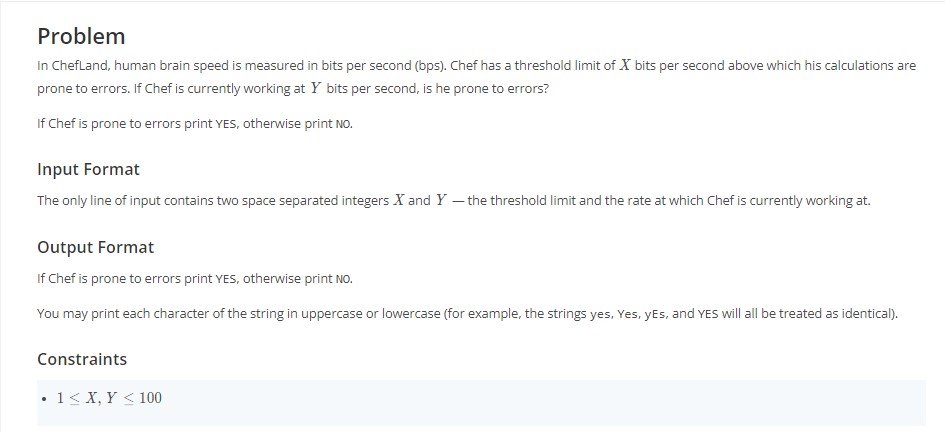 Problem
In ChefLand, human brain speed is measured in bits per second (bps). Chef has a threshold limit of X bits per second above which his calculations are
prone to errors. If Chef is currently working at Y bits per second, is he prone to errors?
If Chef is prone to errors print YES, otherwise print NO.
Input Format
The only line of input contains two space separated integers X and Y — the threshold limit and the rate at which Chef is currently working at.
Output Format
If Chef is prone to errors print YES, otherwise print NO.
You may print each character of the string in uppercase or lowercase (for example, the strings yes, Yes, yEs, and YES will all be treated as identical).
Constraints
• 1 ≤ X, Y ≤ 100